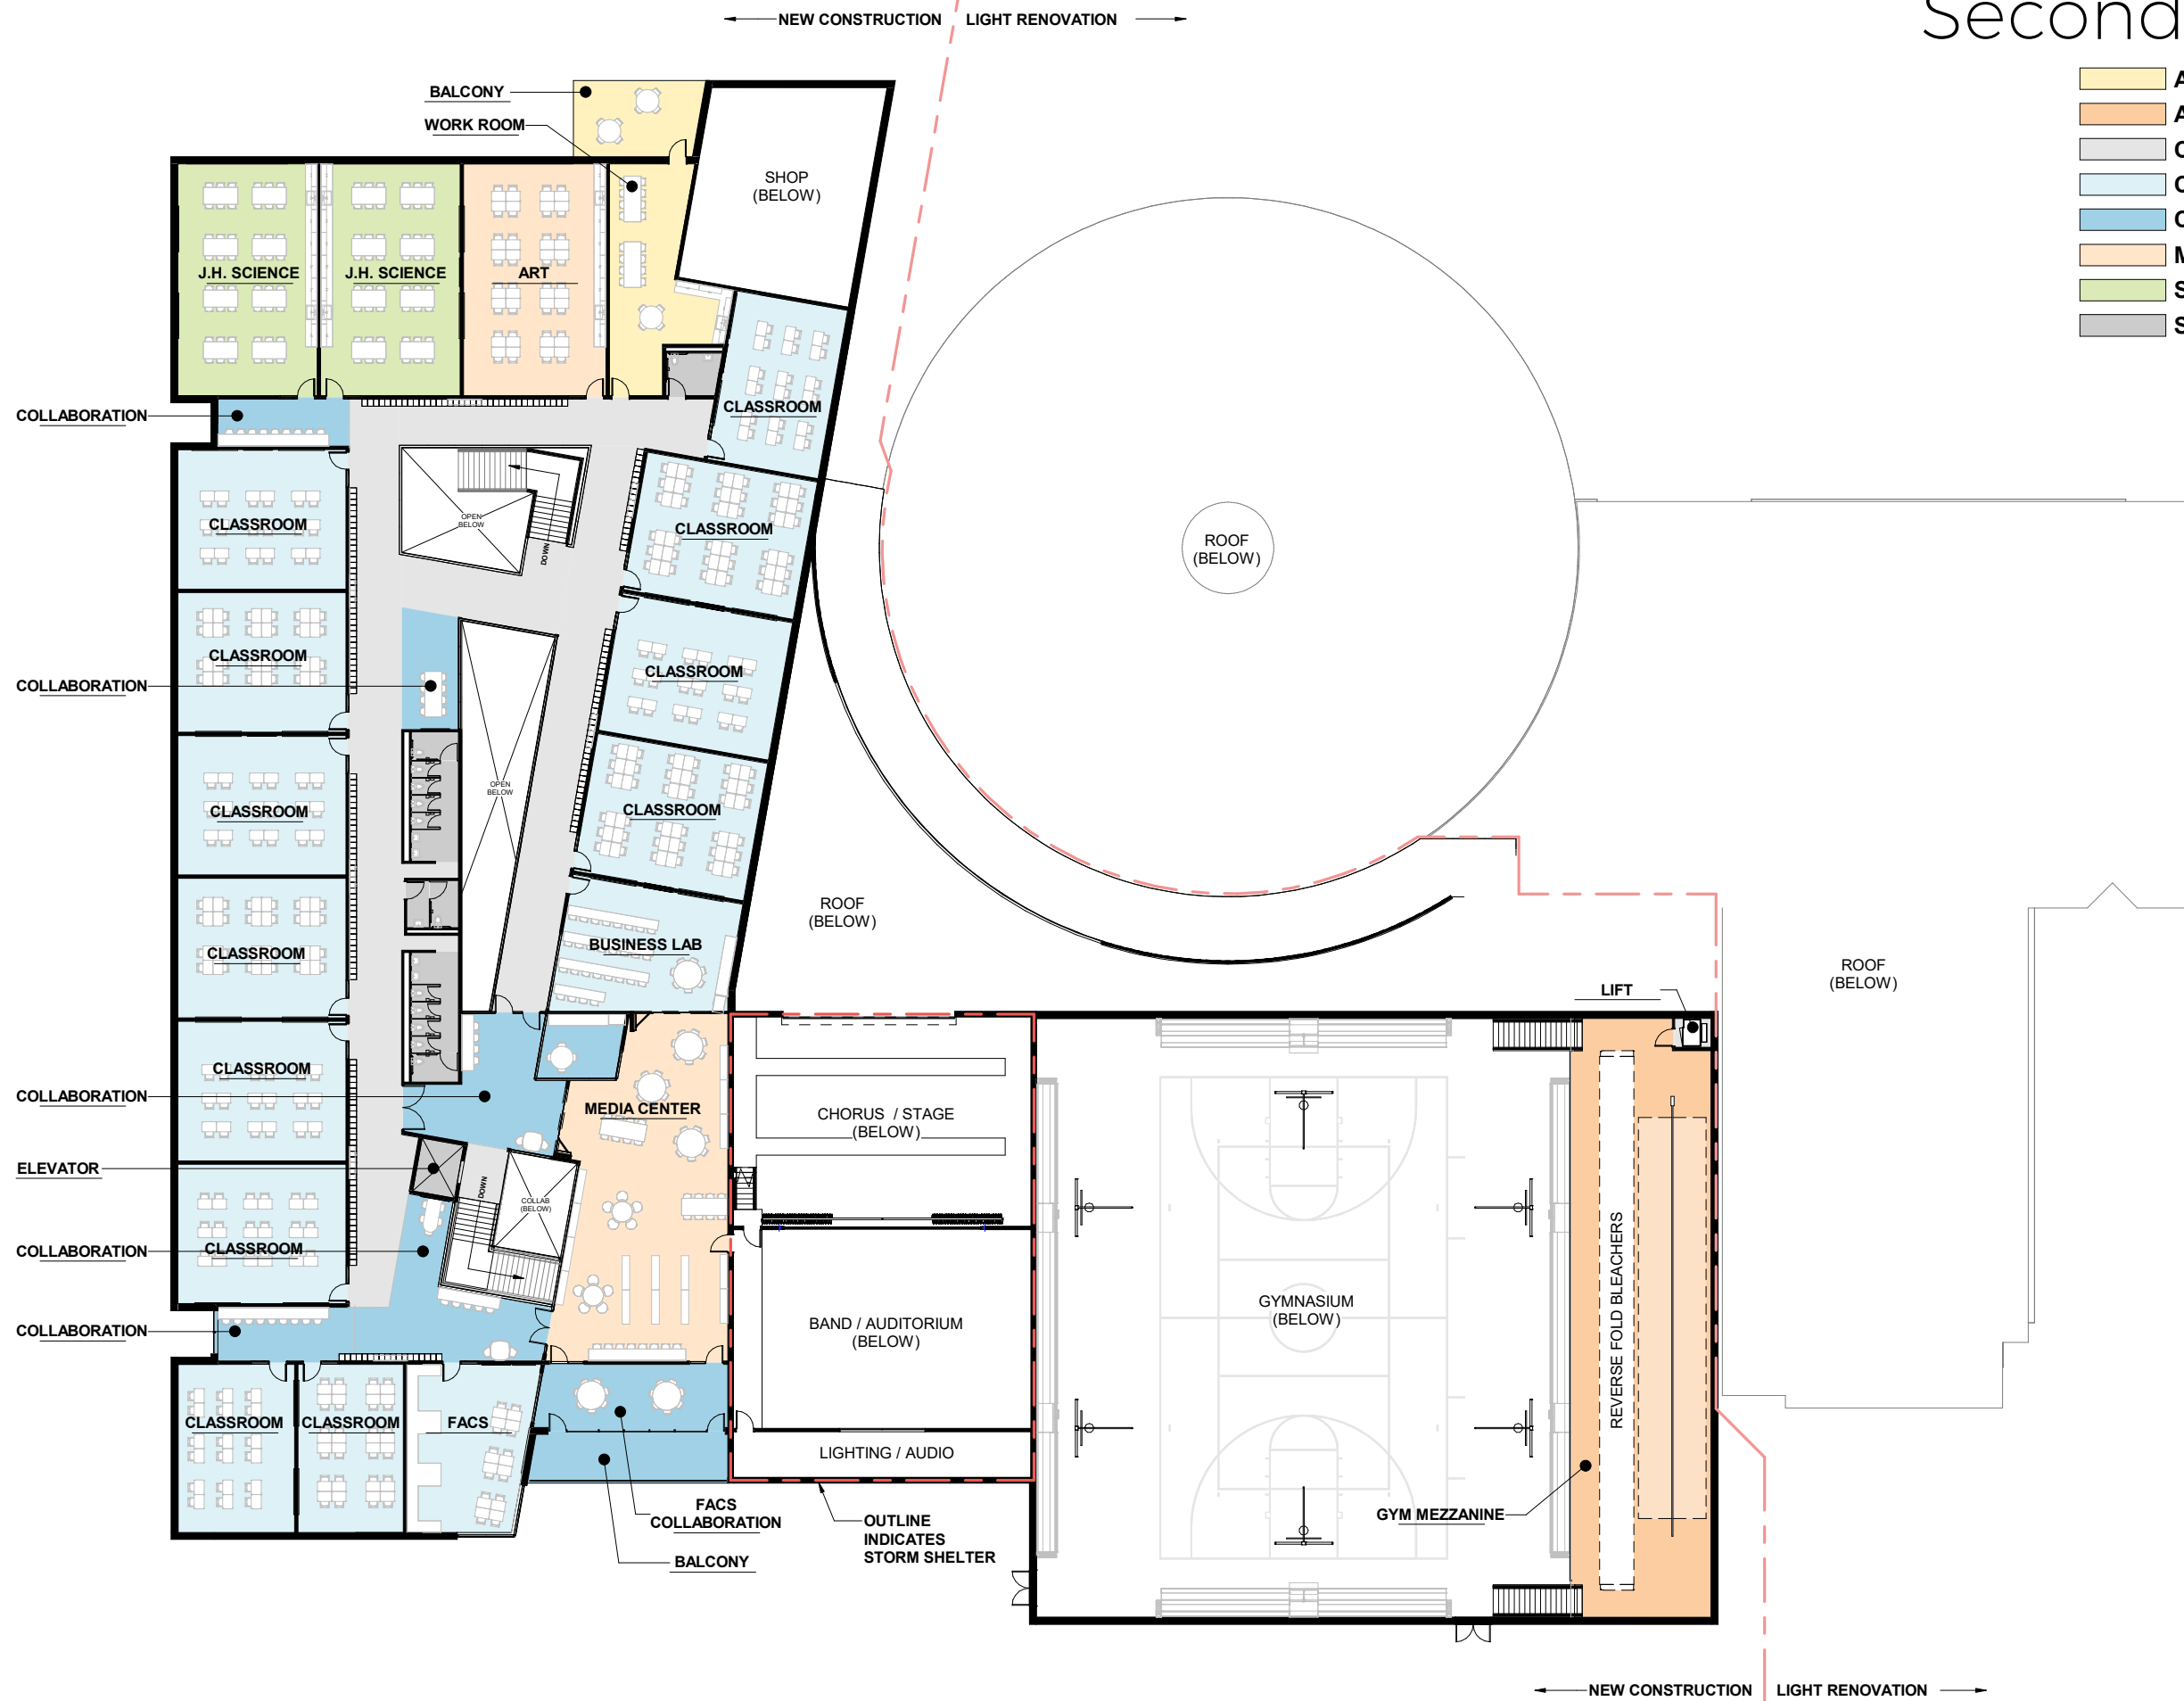 NEW CONSTRUCTION
LIGHT RENOVATION
Second
BALCONY
WORK ROOM
SHOP
(BELOW)
J.H. SCIENCE
J.H. SCIENCE
ART
COLLABORATION
CLASSROOM
CLASSROOM
OPEN
BELOW
DOWN
CLASSROOM
ROOF
(BELOW)
CLASSROOM
CLASSROOM
COLLABORATION
OPEN
BELOW
CLASSROOM
CLASSROOM
CLASSROOM
BUSINESS LAB
ROOF
(BELOW)
ROOF
(BELOW)
LIFT
CLASSROOM
COLLABORATION
MEDIA CENTER
CHORUS / STAGE
(BELOW)
ELEVATOR
DOWN
COLLAB
(BELOW)
COLLABORATION
CLASSROOM
COLLABORATION
BAND / AUDITORIUM
(BELOW)
GYMNASIUM
(BELOW)
REVERSE FOLD BLEACHERS
CLASSROOM
CLASSROOM
FACS
LIGHTING / AUDIO
FACS
COLLABORATION
BALCONY
OUTLINE
INDICATES
STORM SHELTER
GYM MEZZANINE
NEW CONSTRUCTION
LIGHT RENOVATION